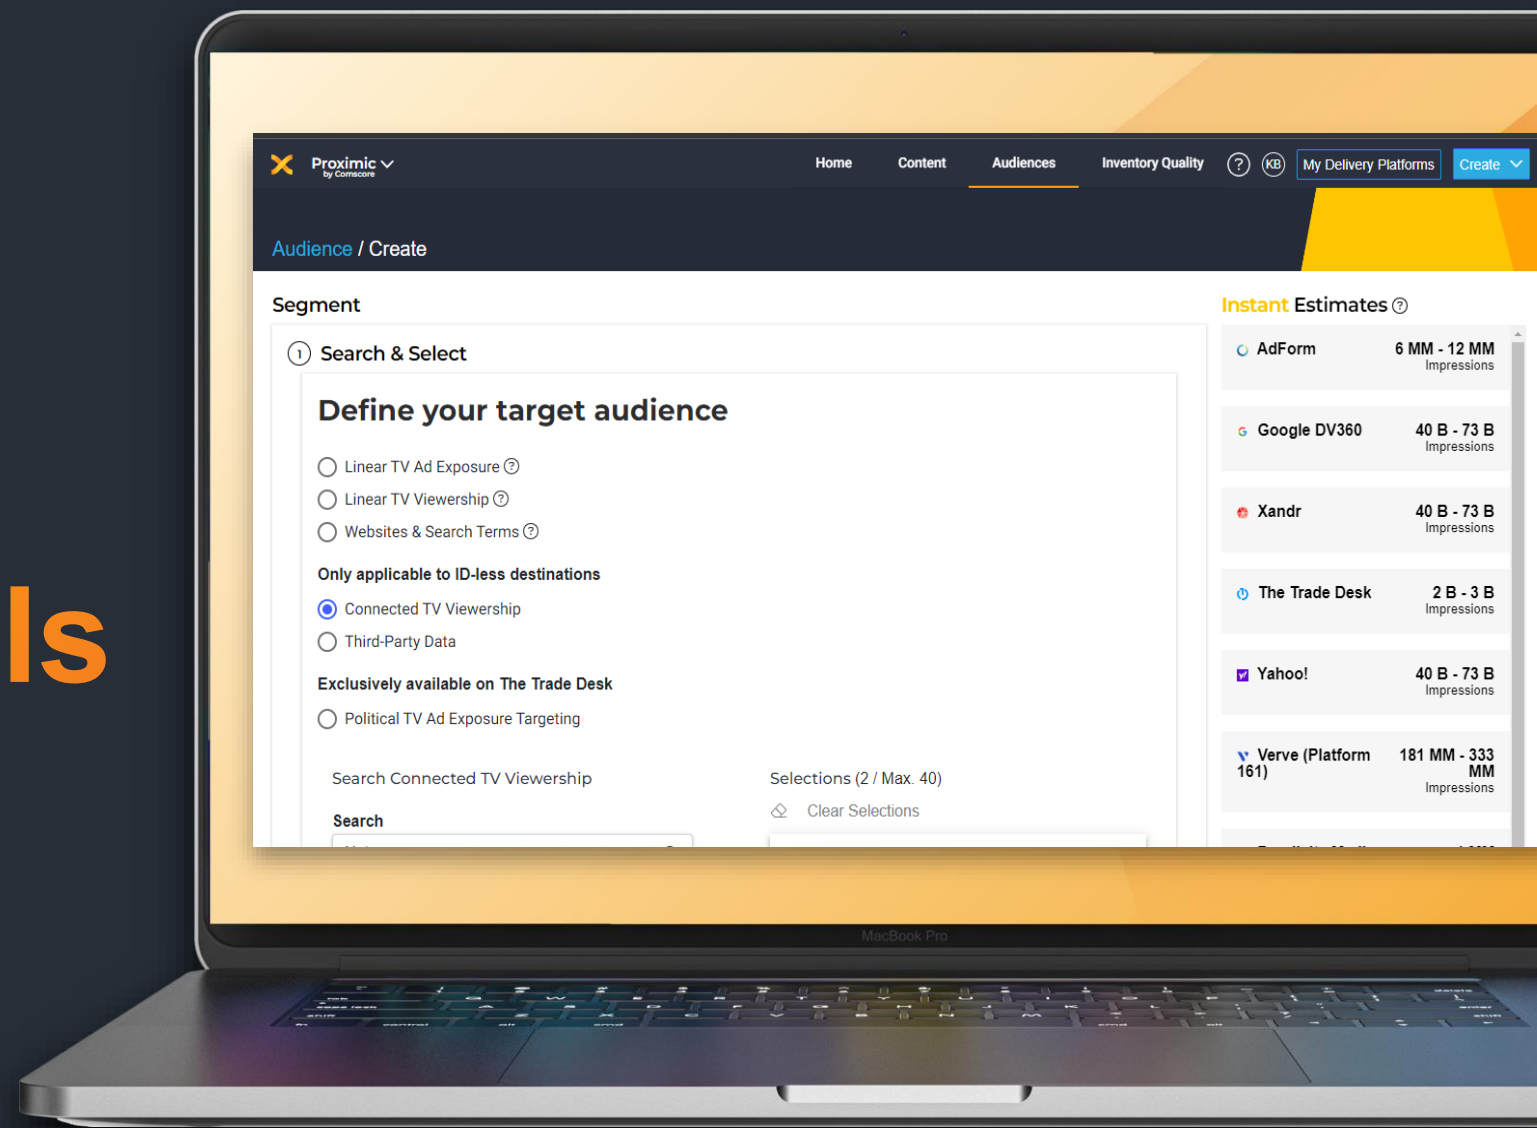 ls
Proximic
by Comscore
Home Content Audiences Inventory Quality ? KB My Delivery Platforms Create
Audience / Create
Segment
Instant Estimates ?
1 Search & Select
Define your target audience
Linear TV Ad Exposure ?
Linear TV Viewership ?
Websites & Search Terms ?
Only applicable to ID-less destinations
Connected TV Viewership
Third-Party Data
Exclusively available on The Trade Desk
Political TV Ad Exposure Targeting
Search Connected TV Viewership
Search
Selections (2 / Max. 40)
Clear Selections
AdForm 6 MM - 12 MM
Impressions
Google DV360 40 B - 73 B
Impressions
Xandr 40 B - 73 B
Impressions
The Trade Desk 2 B - 3 B
Impressions
Yahoo! 40 B - 73 B
Impressions
Verve (Platform 181 MM - 333
161) MM
Impressions
MacBook Pro